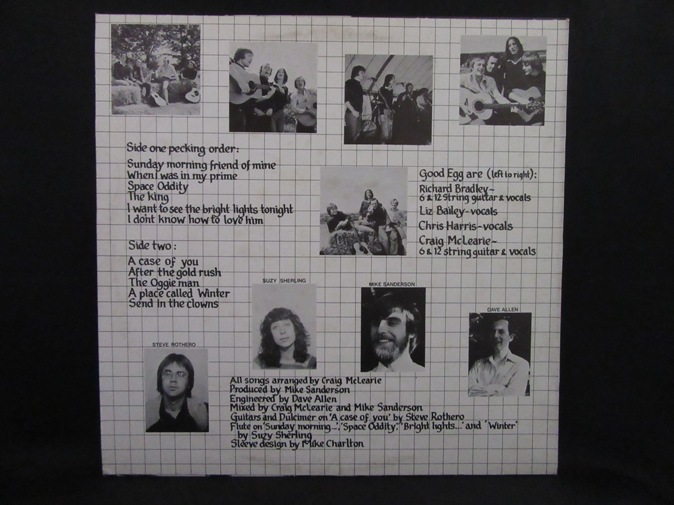 Side one pecking order:
Sunday morning friend of mine
When I was in my prime
Space Oddity
The king
I want to see the bright lights tonight
I dont know how to love him
Good Egg are (left to right):
Richard Bradley~
6 & 12 string guitar & vocals
Liz Bailey-vocals
Chris Harris-vocals
Craig McLearie~
6 & 12 string guitar & vocals
Side two:
A case of you
After the gold rush
The Oggie man
A place called Winter
Send in the clowns
SUZY SHERLING
MIKE SANDERSON
DAVE ALLEN
STEVE ROTHERO
All songs arranged by Craig McLearie
Produced by Mike Sanderson
Engineered by Dave Allen
Mixed by Craig McLearie and Mike Sanderson
Guitars and Dulcimer on 'A case of you' by Steve Rothero
Flute on 'Sunday morning...', 'Space Oddity', 'Bright lights...' and 'Winter'
by Suzy Sherling
Sleeve design by Mike Charlton